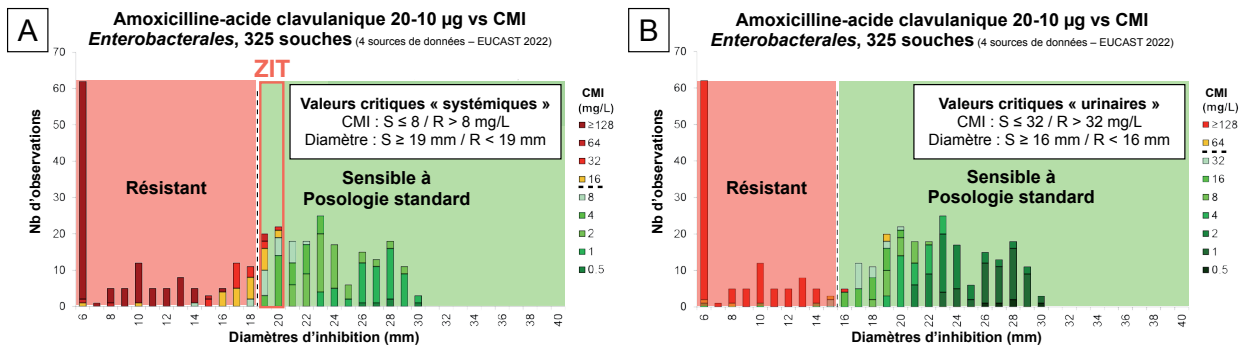 A
Amoxicilline-acide clavulanique 20-10 µg vs CMI
Enterobacterales, 325 souches (4 sources de données – EUCAST 2022)
70
60
50
40
30
20
10
0
Nb d'observations
ZIT
Valeurs critiques « systémiques »
CMI : S ≤ 8 / R > 8 mg/L
Diamètre : S ≥ 19 mm / R < 19 mm
Résistant
Sensible à
Posologie standard
6 8 10 12 14 16 18 20 22 24 26 28 30 32 34 36 38 40
Diamètres d'inhibition (mm)
CMI
(mg/L)
≥128
64
32
16
8
4
2
1
0.5
B
Amoxicilline-acide clavulanique 20-10 µg vs CMI
Enterobacterales, 325 souches (4 sources de données – EUCAST 2022)
70
60
50
40
30
20
10
0
Nb d'observations
Valeurs critiques « urinaires »
CMI : S ≤ 32 / R > 32 mg/L
Diamètre : S ≥ 16 mm / R < 16 mm
Résistant
Sensible à
Posologie standard
6 8 10 12 14 16 18 20 22 24 26 28 30 32 34 36 38 40
Diamètres d'inhibition (mm)
CMI
(mg/L)
≥128
64
32
16
8
4
2
1
0.5